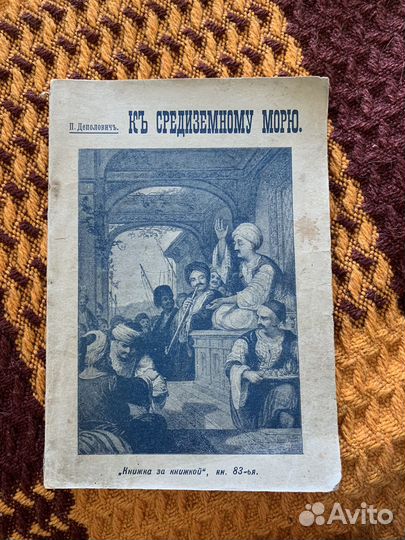 П. Деполовичъ.
КЪ СРЕДИЗЕМНОМУ МОРЮ.
„Книжка за книжкой“, кн. 83-ья.
Avito